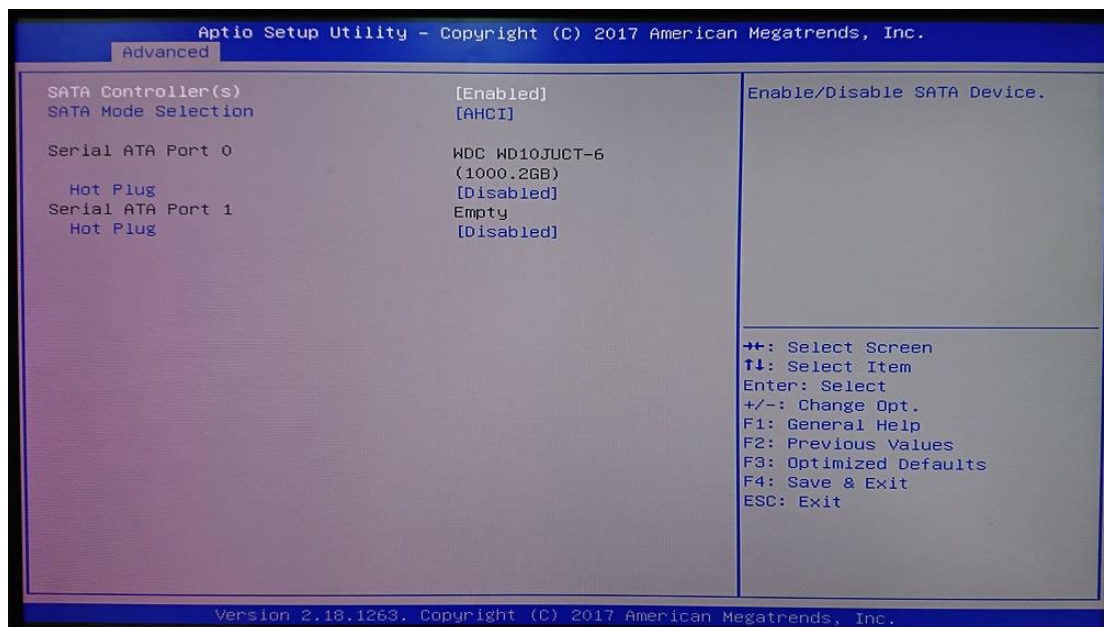 Aptio Setup Utility – Copyright (C) 2017 American Megatrends, Inc.
Advanced
SATA Controller(s) [Enabled]
SATA Mode Selection [AHCI]
Serial ATA Port 0 WDC WD10JUCT-6
(1000.2GB)
Hot Plug [Disabled]
Serial ATA Port 1 Empty
Hot Plug [Disabled]
Enable/Disable SATA Device.
→←: Select Screen
↑↓: Select Item
Enter: Select
+/-: Change Opt.
F1: General Help
F2: Previous Values
F3: Optimized Defaults
F4: Save & Exit
ESC: Exit
Version 2.18.1263. Copyright (C) 2017 American Megatrends, Inc.